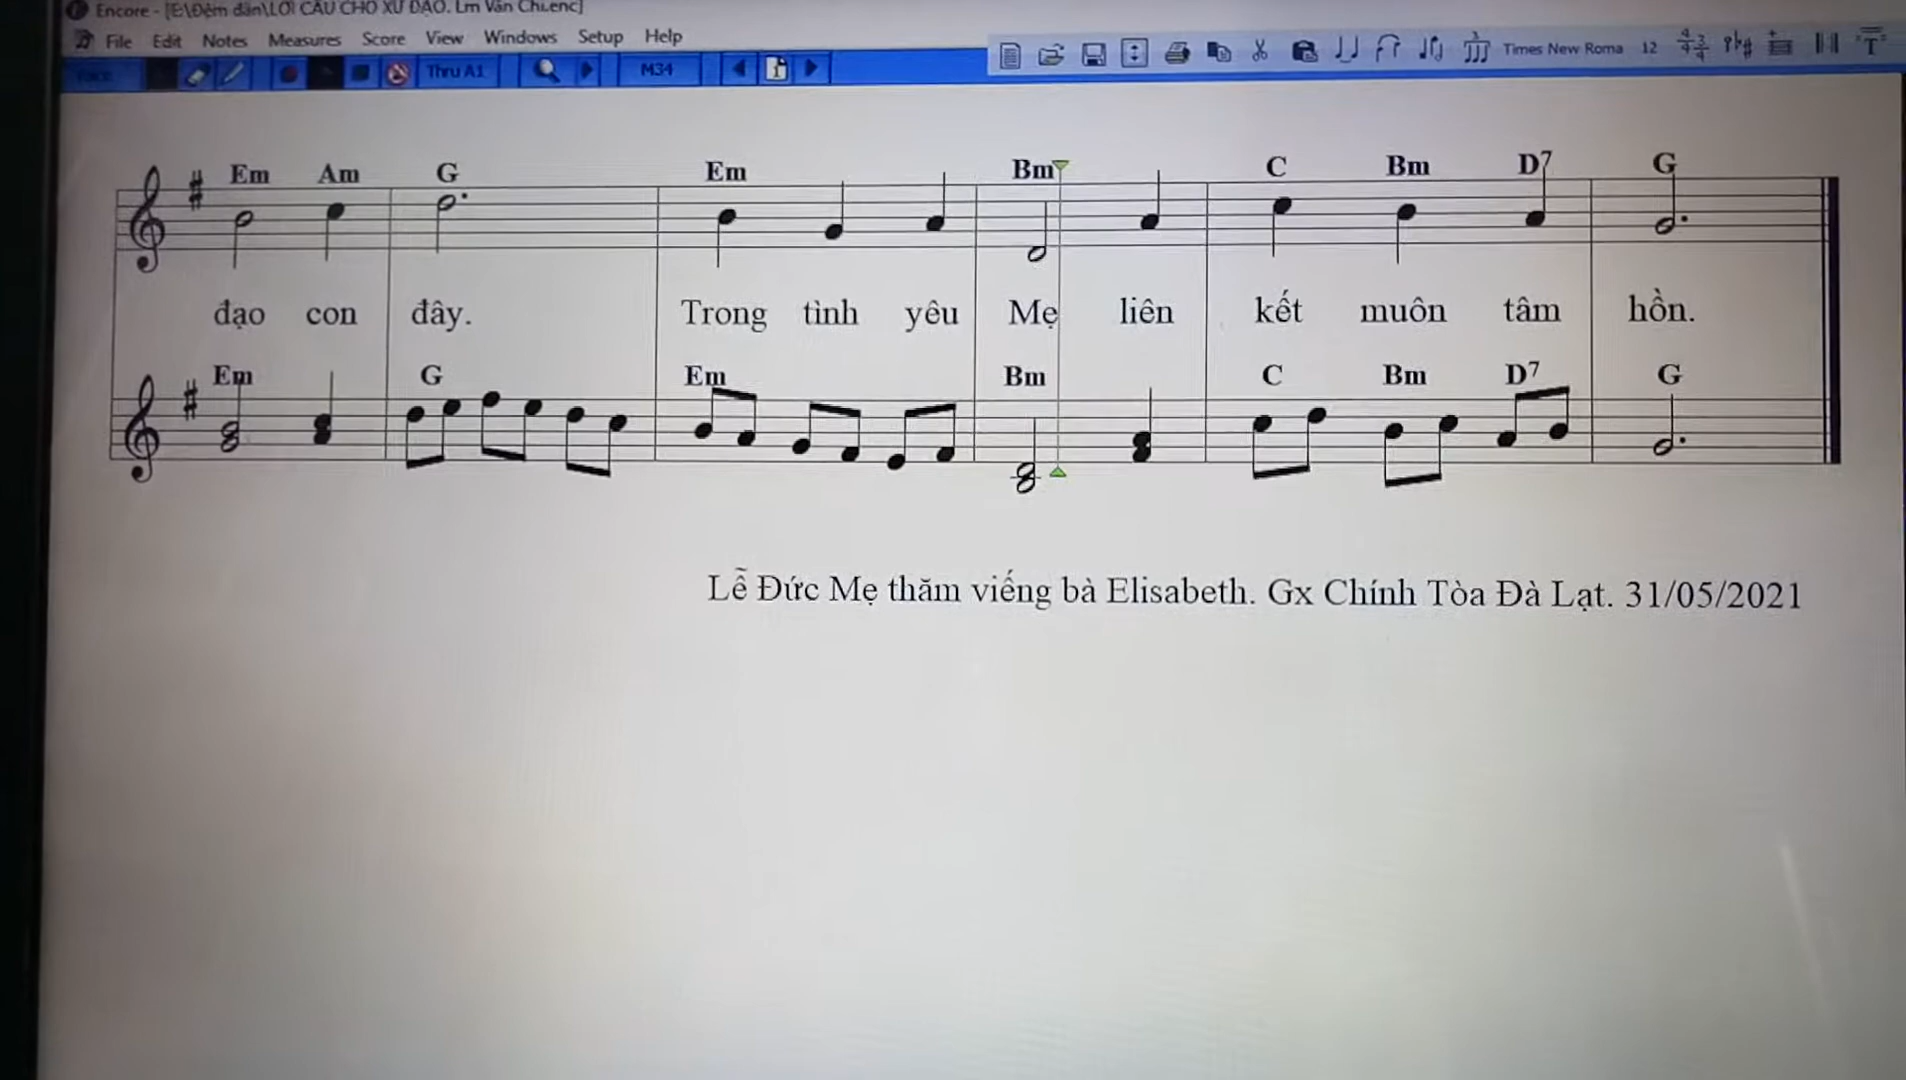 Encore - [E:\Đệm đàn\LỜI CẦU CHO XỨ ĐẠO. Lm Văn Chi.enc]
File Edit Notes Measures Score View Windows Setup Help
Thru A1 M34 1 Times New Roma 12
Em Am G Em Bm C Bm D7 G
đạo con đây. Trong tình yêu Mẹ liên kết muôn tâm hồn.
Em G Em Bm C Bm D7 G
Lễ Đức Mẹ thăm viếng bà Elisabeth. Gx Chính Tòa Đà Lạt. 31/05/2021